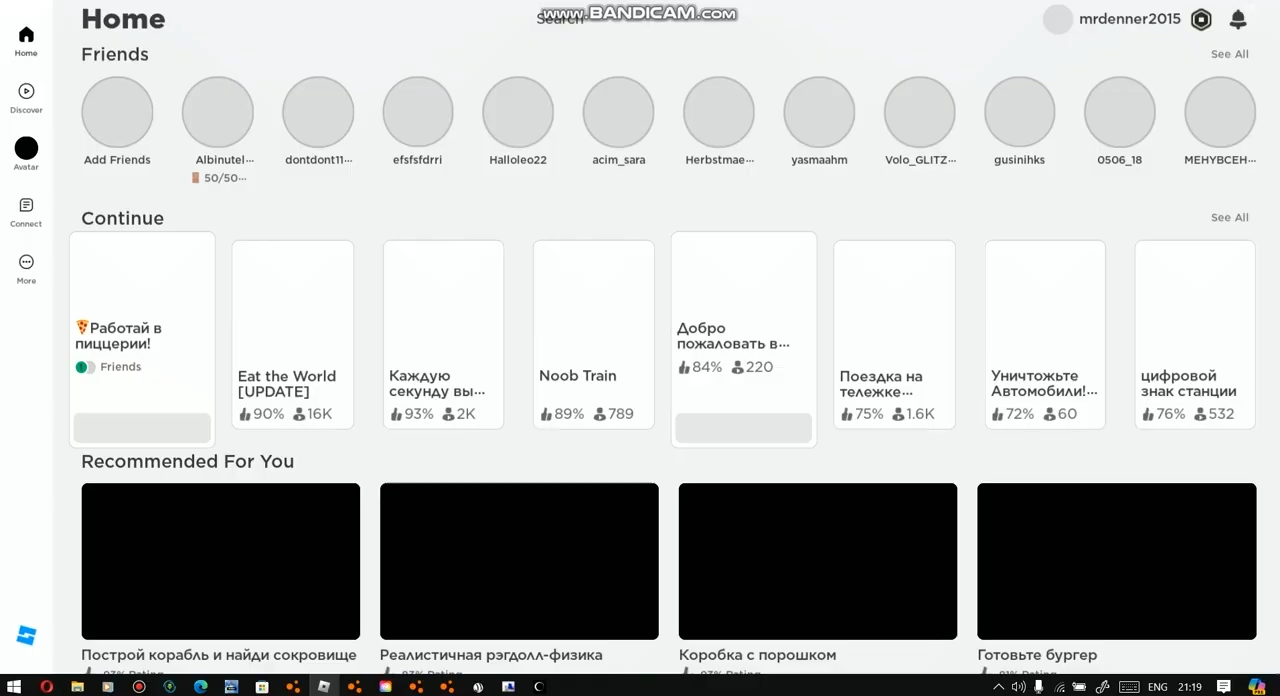 Home
www.BANDICAM.com
Search
mrdenner2015
Home
Discover
Avatar
Connect
More
Friends
See All
Add Friends
Albinutel...
50/50...
dontdont11...
efsfsfdrri
Halloleo22
acim_sara
Herbstmae...
yasmaahm
Volo_GLITZ...
gusinihks
0506_18
MEHYBCEH...
Continue
See All
🍕Работай в
пиццерии!
Friends
Eat the World
[UPDATE]
90% 16K
Каждую
секунду вы...
93% 2K
Noob Train
89% 789
Добро
пожаловать в...
84% 220
Поездка на
тележке...
75% 1.6K
Уничтожьте
Автомобили!...
72% 60
цифровой
знак станции
76% 532
Recommended For You
Построй корабль и найди сокровище
Реалистичная рэгдолл-физика
Коробка с порошком
Готовьте бургер
ENG
21:19